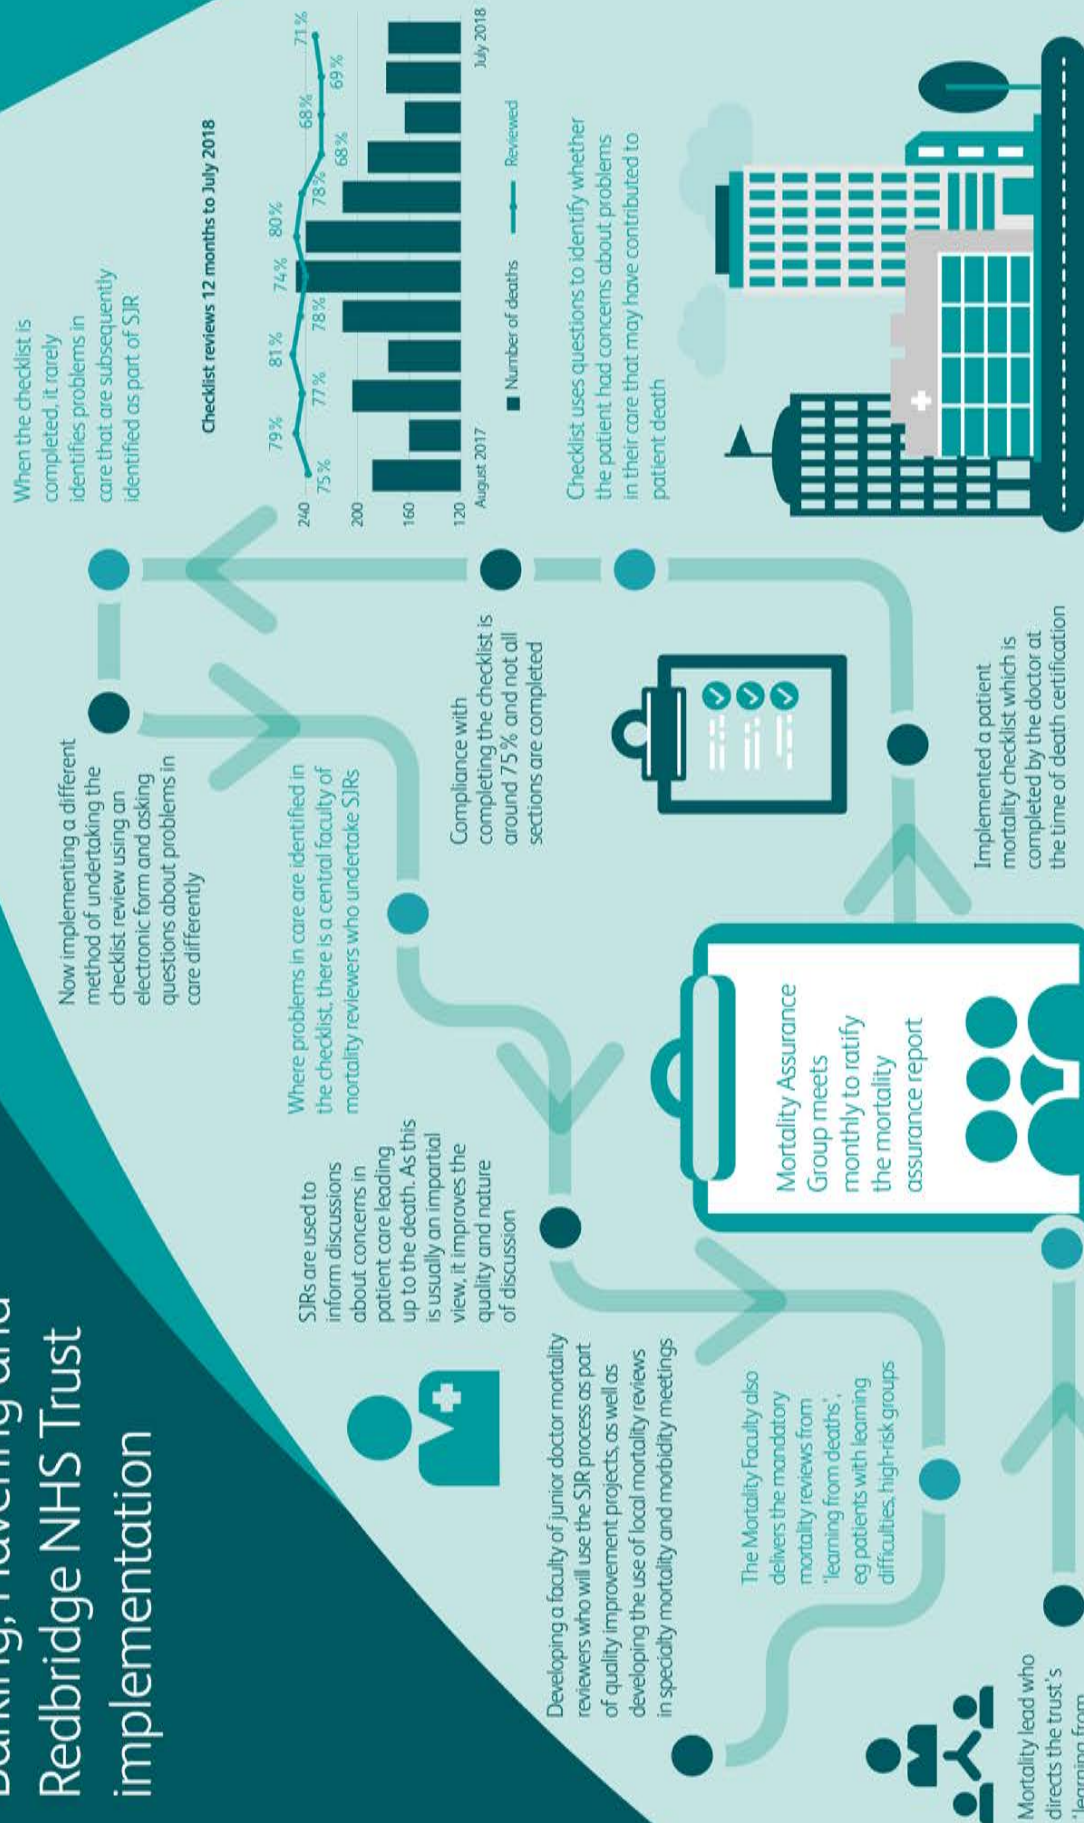 Redbridge NHS Trust
implementation
Mortality lead who
directs the trust's
'learning from
Mortality Assurance
Group meets
monthly to ratify
the mortality
assurance report
Implemented a patient
mortality checklist which is
completed by the doctor at
the time of death certification
Checklist uses questions to identify whether
the patient had concerns about problems
in their care that may have contributed to
patient death
Compliance with
completing the checklist is
around 75% and not all
sections are completed
Checklist reviews 12 months to July 2018
240
200
160
120
75%
79%
77%
81%
78%
74%
80%
78%
68%
68%
69%
71%
August 2017
July 2018
Number of deaths
Reviewed
When the checklist is
completed, it rarely
identifies problems in
care that are subsequently
identified as part of SJR
Now implementing a different
method of undertaking the
checklist review using an
electronic form and asking
questions about problems in
care differently
Where problems in care are identified in
the checklist, there is a central faculty of
mortality reviewers who undertake SJRs
SJRs are used to
inform discussions
about concerns in
patient care leading
up to the death. As this
is usually an impartial
view, it improves the
quality and nature
of discussion
The Mortality Faculty also
delivers the mandatory
mortality reviews from
'learning from deaths',
eg patients with learning
difficulties, high-risk groups
Developing a faculty of junior doctor mortality
reviewers who will use the SJR process as part
of quality improvement projects, as well as
developing the use of local mortality reviews
in specialty mortality and morbidity meetings